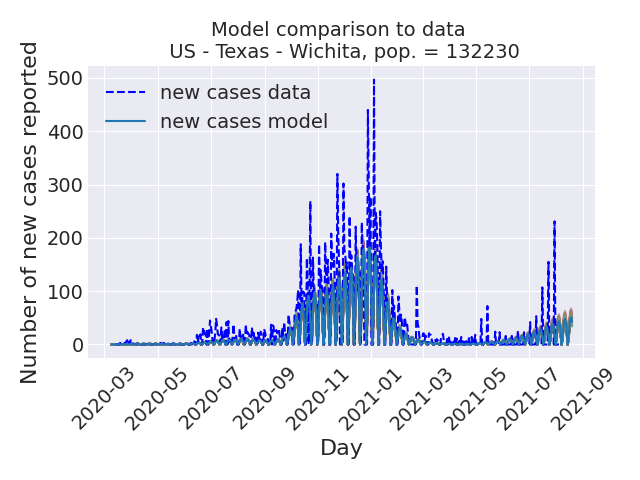 Model comparison to data
US - Texas - Wichita, pop. = 132230
Number of new cases reported
500
400
300
200
100
0
new cases data
new cases model
2020-03
2020-05
2020-07
2020-09
2020-11
2021-01
2021-03
2021-05
2021-07
2021-09
Day